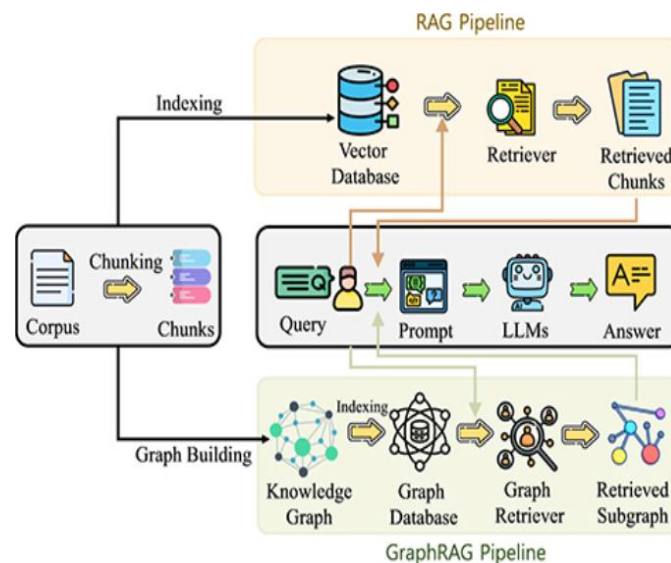 RAG Pipeline
Indexing
Vector
Database
Retriever
Retrieved
Chunks
Chunking
Corpus
Chunks
Q
Query
Prompt
LLMs
A
Answer
Graph Building
Indexing
Knowledge
Graph
Graph
Database
Graph
Retriever
Retrieved
Subgraph
GraphRAG Pipeline